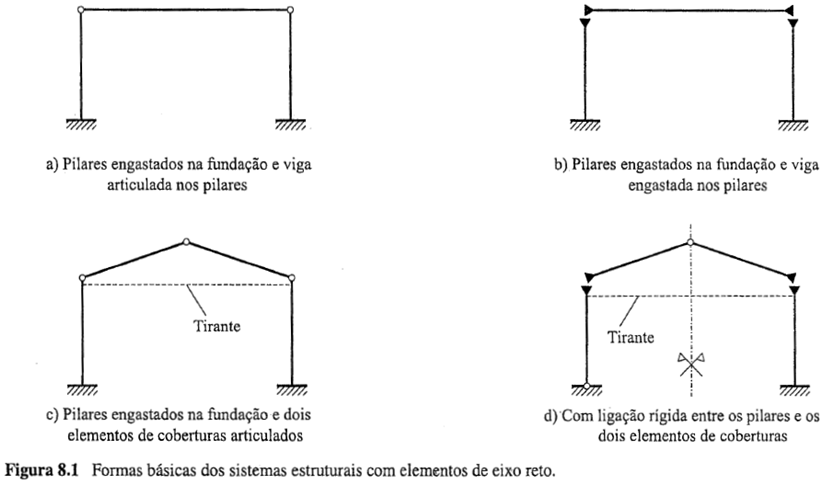 a) Pilares engastados na fundação e viga
articulada nos pilares
b) Pilares engastados na fundação e viga
engastada nos pilares
Tirante
c) Pilares engastados na fundação e dois
elementos de coberturas articulados
Tirante
d) Com ligação rígida entre os pilares e os
dois elementos de coberturas
Figura 8.1 Formas básicas dos sistemas estruturais com elementos de eixo reto.